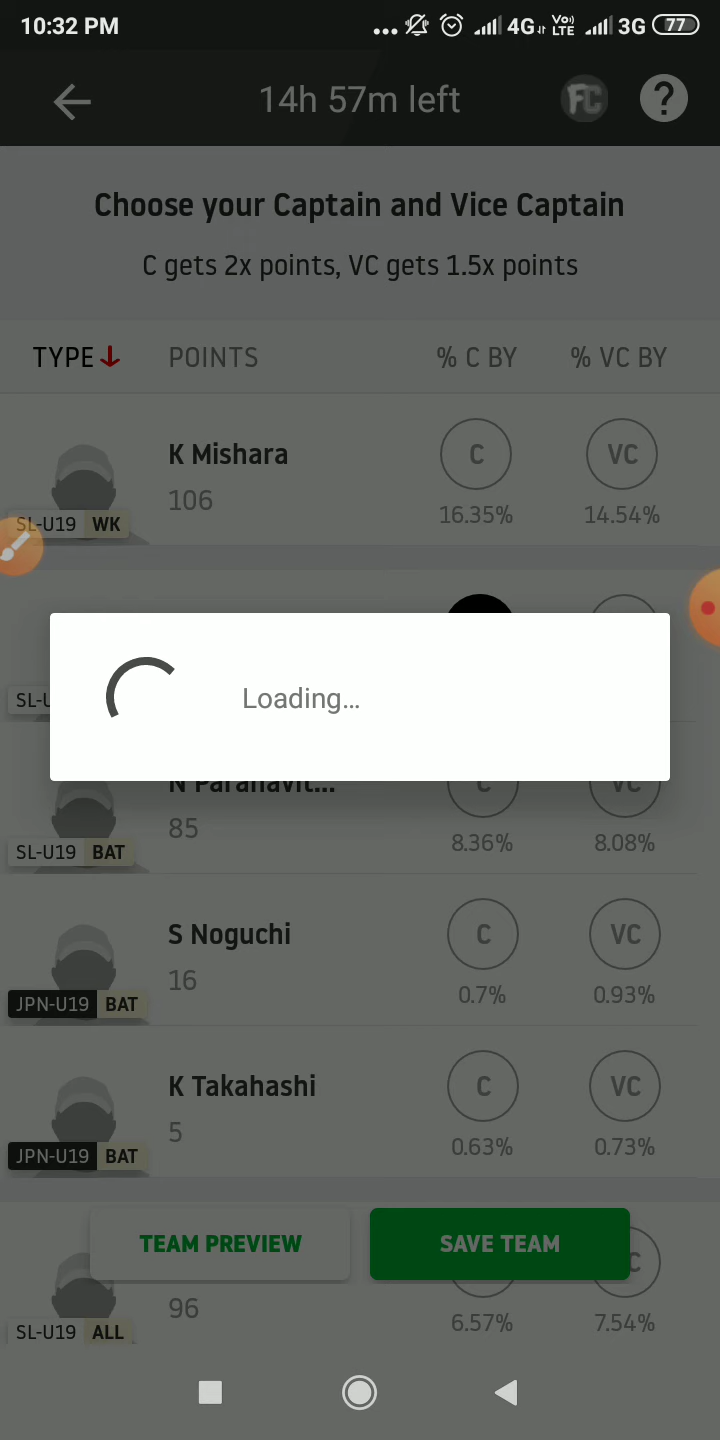 10:32 PM ... 4G Vo) LTE 3G 77
14h 57m left FC ?
Choose your Captain and Vice Captain
C gets 2x points, VC gets 1.5x points
TYPE POINTS % C BY % VC BY
K Mishara C VC
106 16.35% 14.54%
SL-U19 WK
Loading...
N Paranavit... C VC
85 8.36% 8.08%
SL-U19 BAT
S Noguchi C VC
16 0.7% 0.93%
JPN-U19 BAT
K Takahashi C VC
5 0.63% 0.73%
JPN-U19 BAT
TEAM PREVIEW SAVE TEAM
96 6.57% 7.54%
SL-U19 ALL